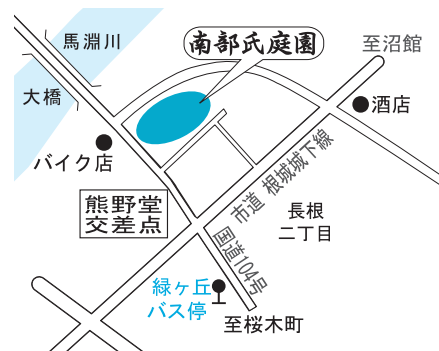 南部氏庭園
馬淵川
至沼館
大橋
酒店
バイク店
市道 根城城下線
熊野堂
交差点
長根
二丁目
国道104号
緑ヶ丘
バス停
至桜木町